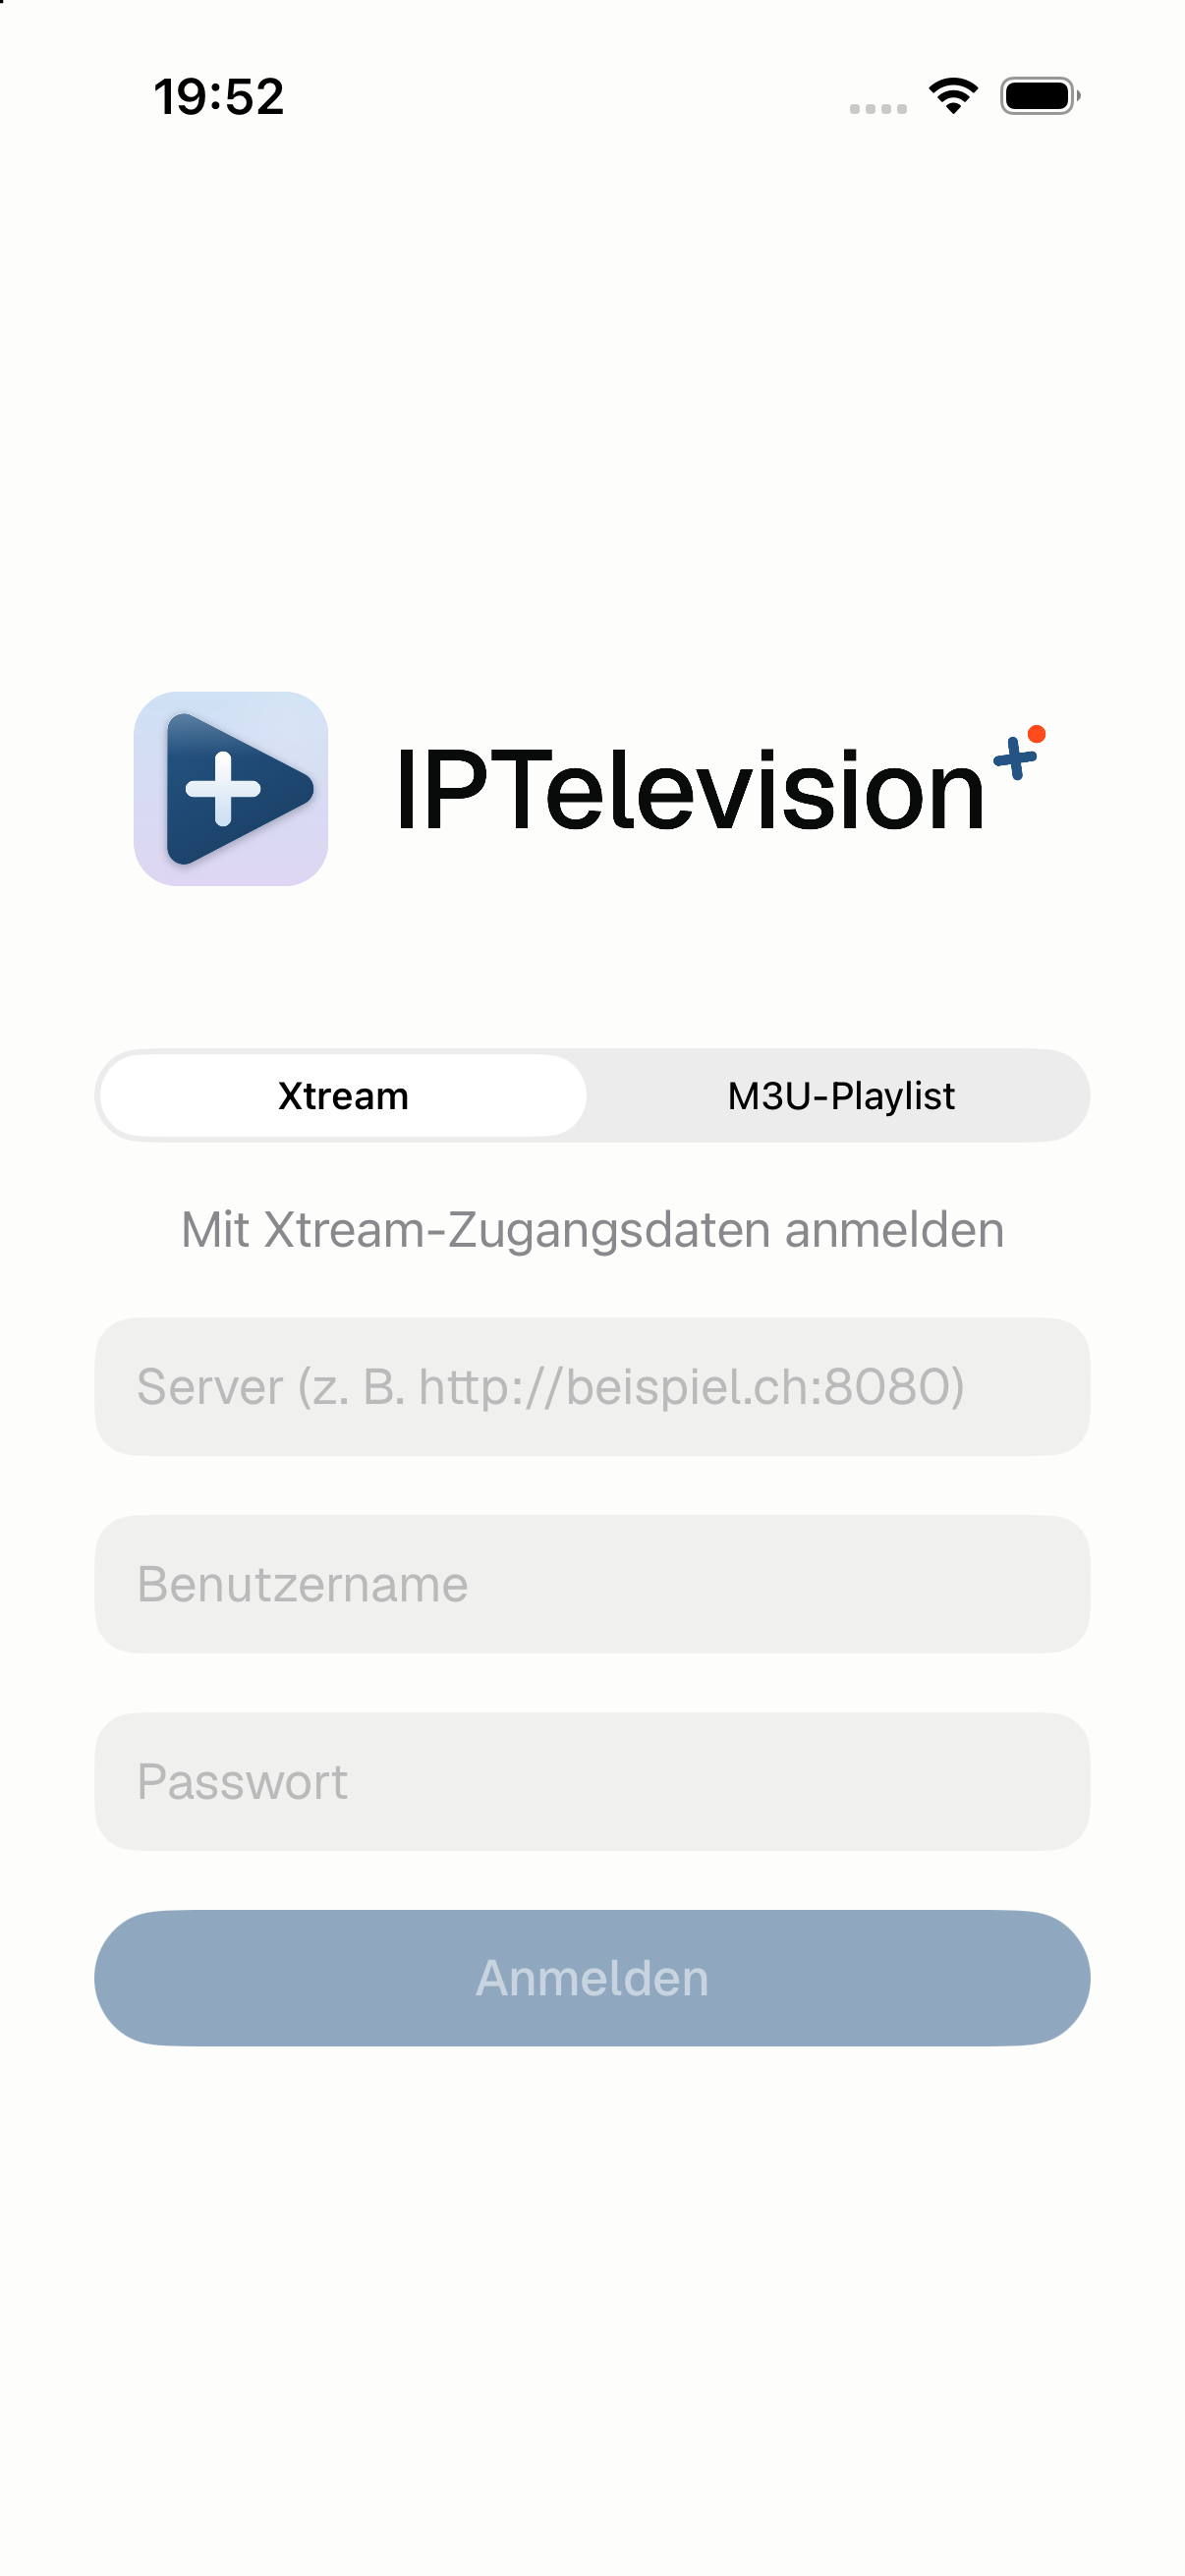 19:52
IPTelevision+
Xtream
M3U-Playlist
Mit Xtream-Zugangsdaten anmelden
Server (z. B. http://beispiel.ch:8080)
Benutzername
Passwort
Anmelden